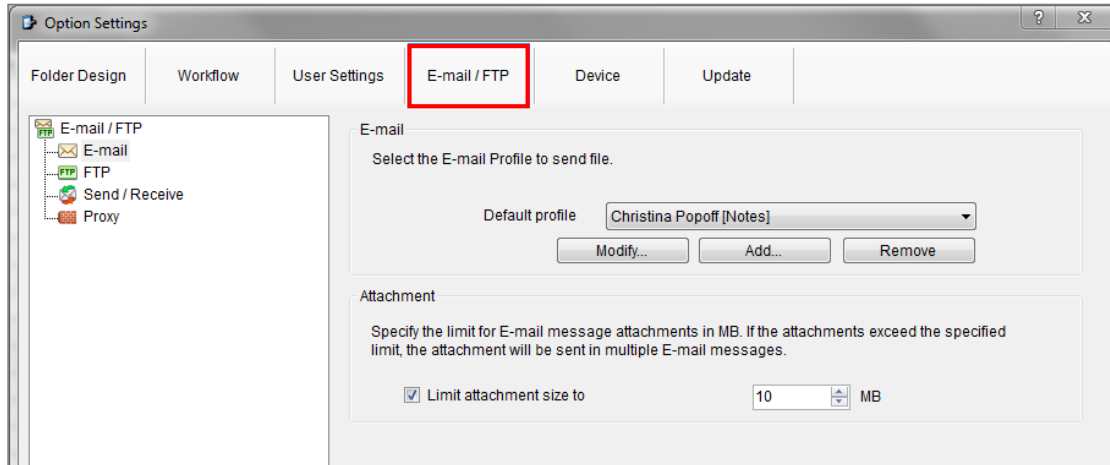 Option Settings
Folder Design Workflow User Settings E-mail / FTP Device Update
E-mail / FTP
E-mail
FTP
Send / Receive
Proxy
E-mail
Select the E-mail Profile to send file.
Default profile Christina Popoff [Notes]
Modify... Add... Remove
Attachment
Specify the limit for E-mail message attachments in MB. If the attachments exceed the specified
limit, the attachment will be sent in multiple E-mail messages.
Limit attachment size to 10 MB